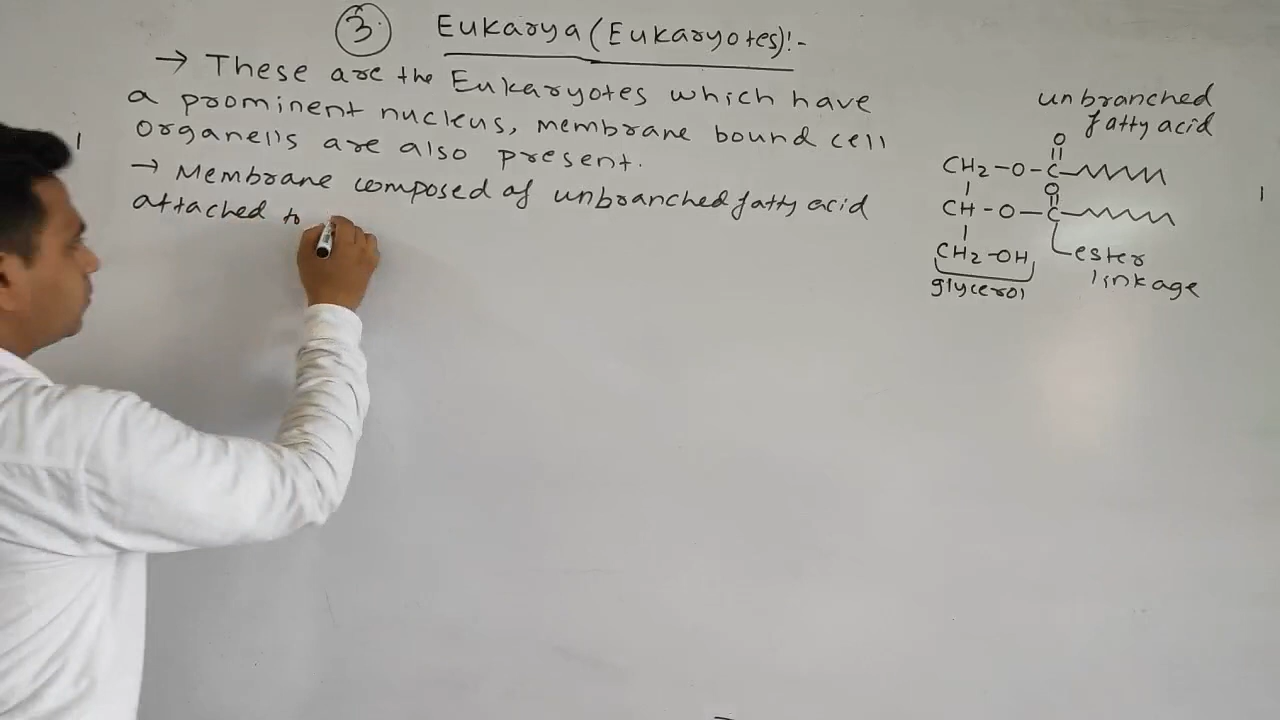 3. Eukarya (Eukaryotes)!-
→ These are the Eukaryotes which have
a prominent nucleus, membrane bound cell
organells are also present.
→ Membrane composed of unbranched fatty acid
attached to
unbranched
fatty acid
O
CH2-O-C
O
CH-O-C
CH2-OH
ester
linkage
glycerol